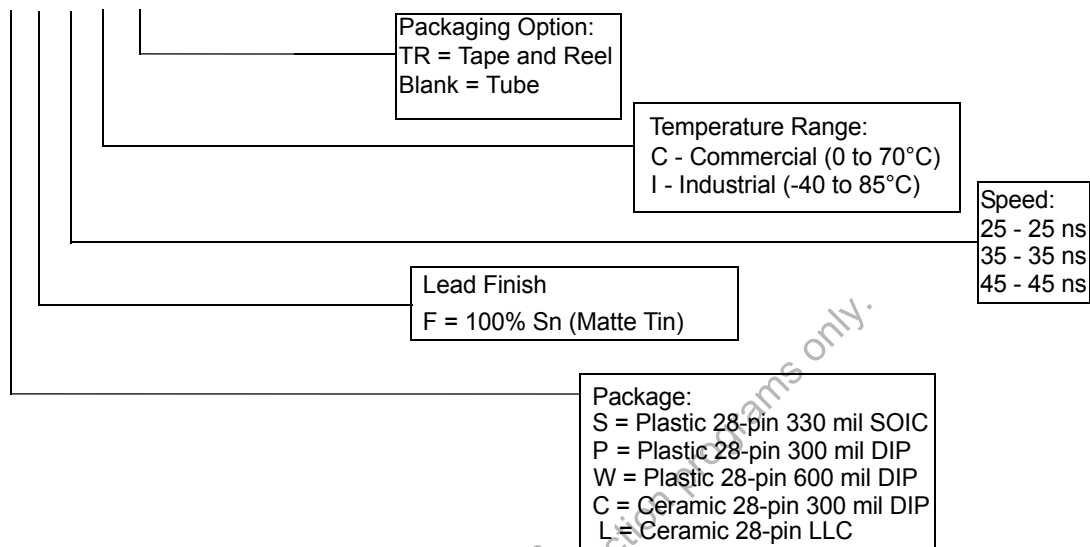 Packaging Option:
TR = Tape and Reel
Blank = Tube
Temperature Range:
C - Commercial (0 to 70°C)
I - Industrial (-40 to 85°C)
Speed:
25 - 25 ns
35 - 35 ns
45 - 45 ns
Lead Finish
F = 100% Sn (Matte Tin)
Package:
S = Plastic 28-pin 330 mil SOIC
P = Plastic 28-pin 300 mil DIP
W = Plastic 28-pin 600 mil DIP
C = Ceramic 28-pin 300 mil DIP
L = Ceramic 28-pin LLC
programs only.